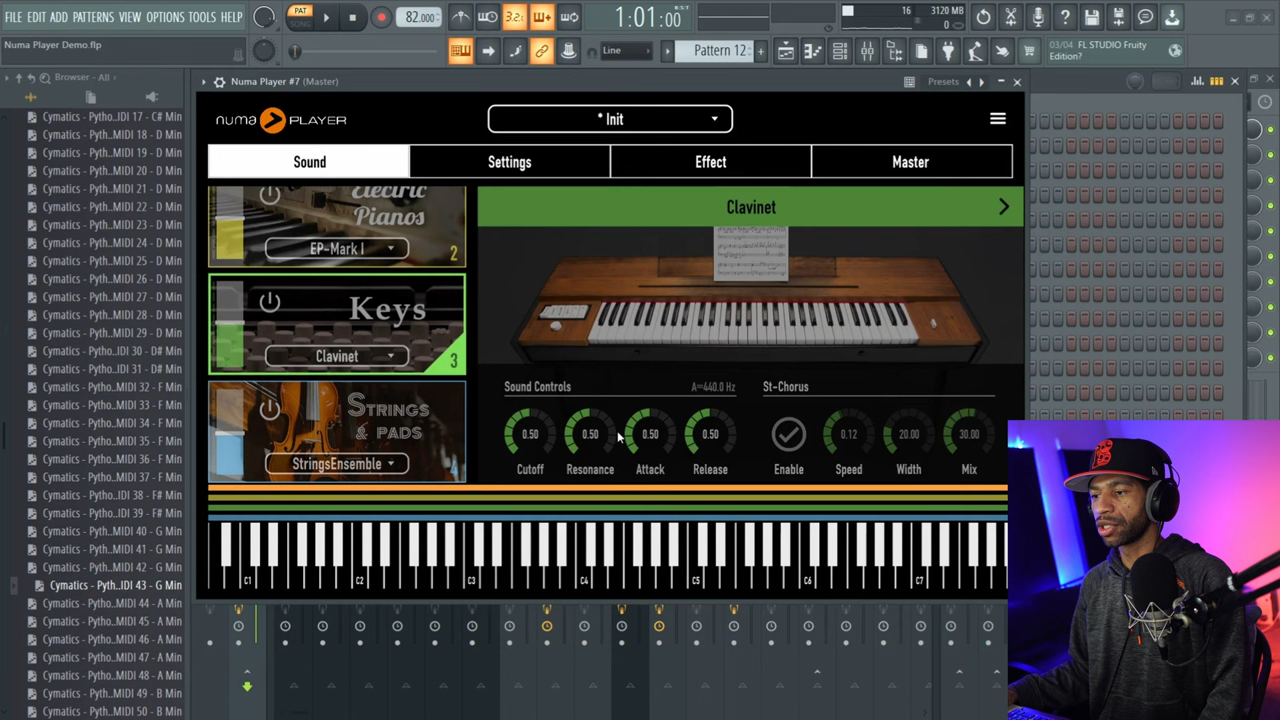 FILE EDIT ADD PATTERNS VIEW OPTIONS TOOLS HELP
PAT
SONG
82.000
3.2.
1:01:00
16
3120 MB
0
Numa Player Demo.flp
Line
Pattern 12
03/04 FL STUDIO Fruity
Edition?
Browser - All
Numa Player #7 (Master)
Presets
numa PLAYER
* Init
Sound
Settings
Effect
Master
Electric
Pianos
EP-Mark I
2
Keys
Clavinet
3
STRINGS
& PADS
StringsEnsemble
4
Clavinet
Sound Controls
A=440.0 Hz
St-Chorus
0.50
0.50
0.50
0.50
0.12
20.00
30.00
Cutoff
Resonance
Attack
Release
Enable
Speed
Width
Mix
C1
C2
C3
C4
C5
C6
C7
Cymatics - Pytho..MIDI 17 - C# Min
Cymatics - Pyth..MIDI 18 - D Min
Cymatics - Pyth..MIDI 19 - D Min
Cymatics - Pyth..MIDI 20 - D Min
Cymatics - Pyth..MIDI 21 - D Min
Cymatics - Pyth..MIDI 22 - D Min
Cymatics - Pyth..MIDI 23 - D Min
Cymatics - Pyth..MIDI 24 - D Min
Cymatics - Pyth..MIDI 25 - D Min
Cymatics - Pyth..MIDI 26 - D Min
Cymatics - Pyth..MIDI 27 - D Min
Cymatics - Pyth..MIDI 28 - D Min
Cymatics - Pyth..MIDI 29 - D Min
Cymatics - Pytho..IDI 30 - D# Min
Cymatics - Pytho..IDI 31 - D# Min
Cymatics - Pyth..MIDI 32 - F Min
Cymatics - Pyth..MIDI 33 - F Min
Cymatics - Pyth..MIDI 34 - F Min
Cymatics - Pyth..MIDI 35 - F Min
Cymatics - Pyth..MIDI 36 - F Min
Cymatics - Pyth..MIDI 37 - F Min
Cymatics - Pytho..IDI 38 - F# Min
Cymatics - Pytho..IDI 39 - F# Min
Cymatics - Pyth..MIDI 40 - G Min
Cymatics - Pyth..MIDI 41 - G Min
Cymatics - Pyth..MIDI 42 - G Min
Cymatics - Pyth..IDI 43 - G Min
Cymatics - Pyth..MIDI 44 - A Min
Cymatics - Pyth..MIDI 45 - A Min
Cymatics - Pyth..MIDI 46 - A Min
Cymatics - Pyth..MIDI 47 - A Min
Cymatics - Pyth..MIDI 48 - A Min
Cymatics - Pyth..MIDI 49 - B Min
Cymatics - Pyth..MIDI 50 - B Min